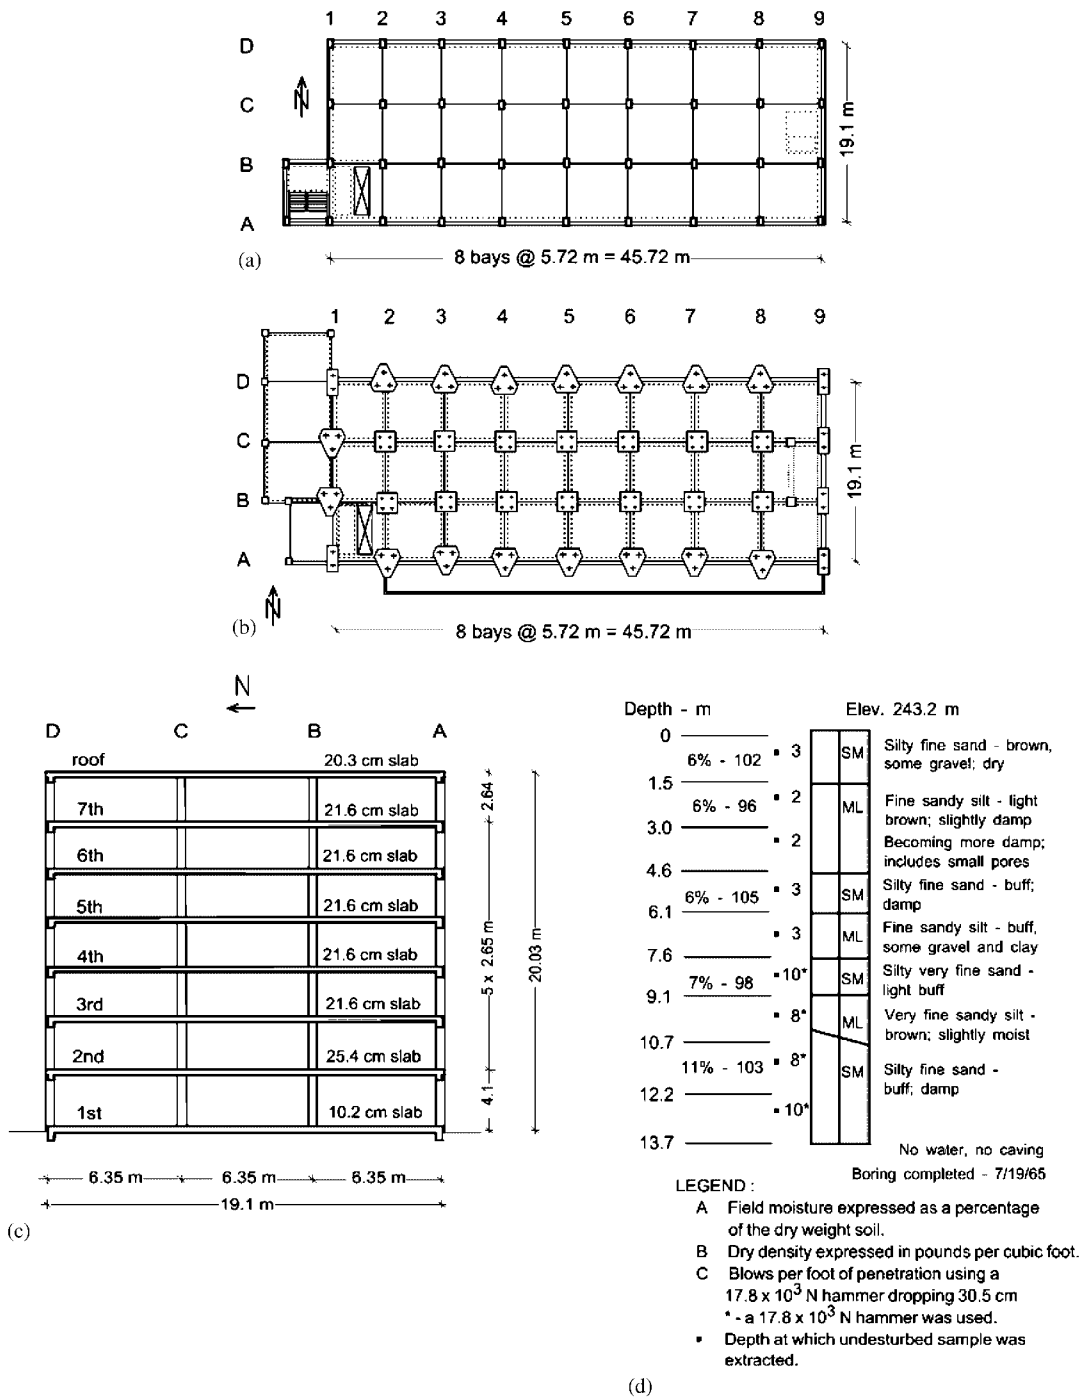 1 2 3 4 5 6 7 8 9
D
C
N
B
A
19.1 m
(a)
8 bays @ 5.72 m = 45.72 m
1 2 3 4 5 6 7 8 9
D
C
B
A
19.1 m
N
(b)
8 bays @ 5.72 m = 45.72 m
N
D C B A
roof 20.3 cm slab
7th 21.6 cm slab
6th 21.6 cm slab
5th 21.6 cm slab
4th 21.6 cm slab
3rd 21.6 cm slab
2nd 25.4 cm slab
1st 10.2 cm slab
2.64
5 x 2.65 m
4.1
20.03 m
6.35 m 6.35 m 6.35 m
19.1 m
(c)
Depth - m Elev. 243.2 m
0
6% - 102 3 SM Silty fine sand - brown,
some gravel; dry
1.5
6% - 96 2 ML Fine sandy silt - light
brown; slightly damp
3.0
2 Becoming more damp;
includes small pores
4.6
6% - 105 3 SM Silty fine sand - buff;
damp
6.1
3 ML Fine sandy silt - buff,
some gravel and clay
7.6
7% - 98 10* SM Silty very fine sand -
light buff
9.1
8* ML Very fine sandy silt -
brown; slightly moist
10.7
11% - 103 8* SM Silty fine sand -
buff; damp
12.2
10*
13.7
No water, no caving
Boring completed - 7/19/65
LEGEND :
A Field moisture expressed as a percentage
of the dry weight soil.
B Dry density expressed in pounds per cubic foot.
C Blows per foot of penetration using a
17.8 x 10³ N hammer dropping 30.5 cm
* - a 17.8 x 10³ N hammer was used.
▪ Depth at which undesturbed sample was
extracted.
(d)